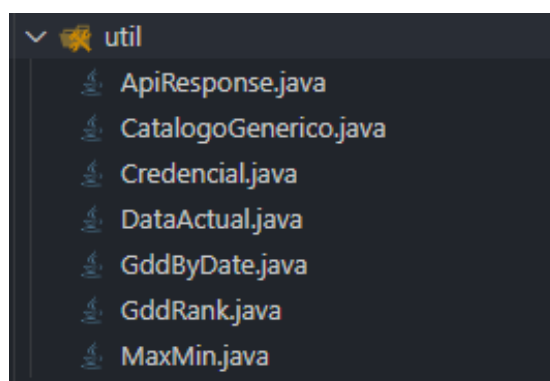 util
ApiResponse.java
CatalogoGenerico.java
Credencial.java
DataActual.java
GddByDate.java
GddRank.java
MaxMin.java